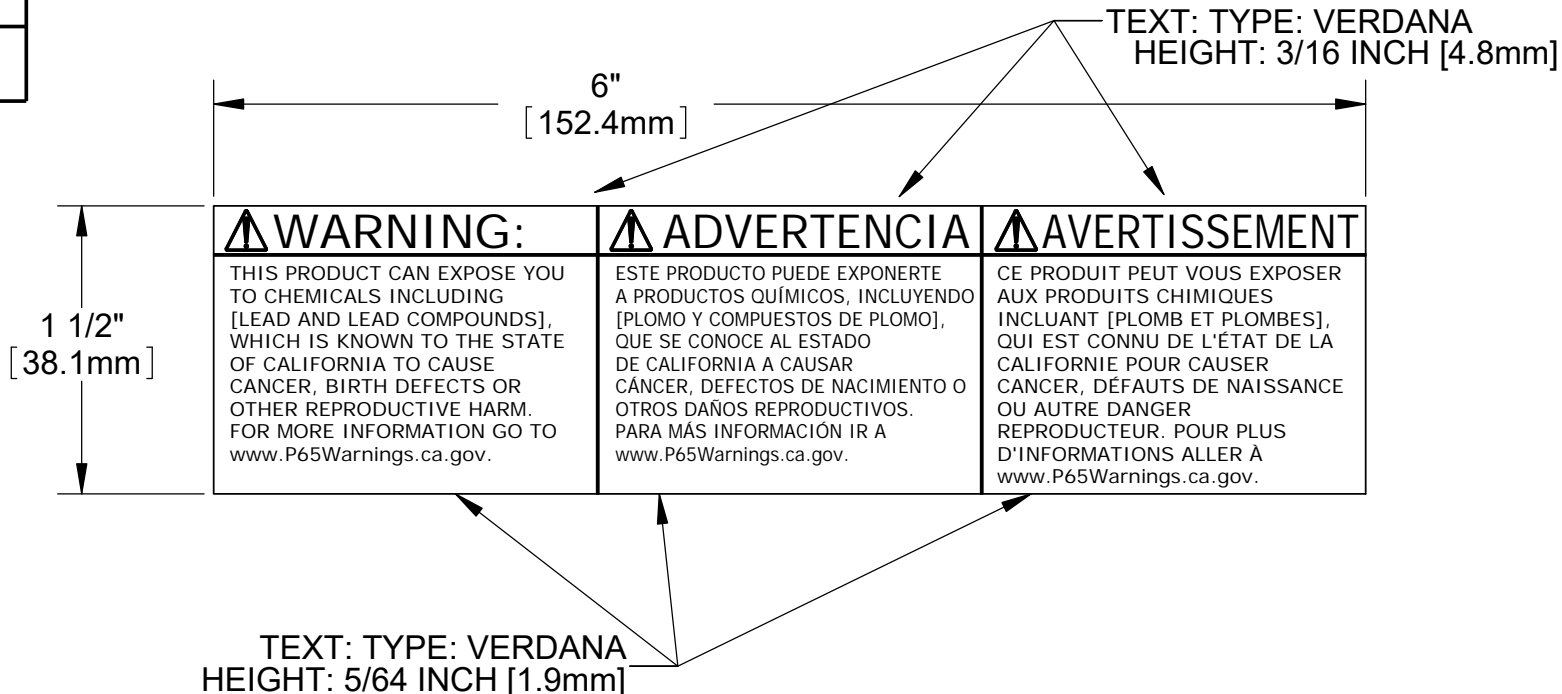 TEXT: TYPE: VERDANA
HEIGHT: 3/16 INCH [4.8mm]
6"
[152.4mm]
1 1/2"
[38.1mm]
WARNING:
THIS PRODUCT CAN EXPOSE YOU
TO CHEMICALS INCLUDING
[LEAD AND LEAD COMPOUNDS],
WHICH IS KNOWN TO THE STATE
OF CALIFORNIA TO CAUSE
CANCER, BIRTH DEFECTS OR
OTHER REPRODUCTIVE HARM.
FOR MORE INFORMATION GO TO
www.P65Warnings.ca.gov.
ADVERTENCIA
ESTE PRODUCTO PUEDE EXPONERTE
A PRODUCTOS QUÍMICOS, INCLUYENDO
[PLOMO Y COMPUESTOS DE PLOMO],
QUE SE CONOCE AL ESTADO
DE CALIFORNIA A CAUSAR
CÁNCER, DEFECTOS DE NACIMIENTO O
OTROS DAÑOS REPRODUCTIVOS.
PARA MÁS INFORMACIÓN IR A
www.P65Warnings.ca.gov.
AVERTISSEMENT
CE PRODUIT PEUT VOUS EXPOSER
AUX PRODUITS CHIMIQUES
INCLUANT [PLOMB ET PLOMBES],
QUI EST CONNU DE L'ÉTAT DE LA
CALIFORNIE POUR CAUSER
CANCER, DÉFAUTS DE NAISSANCE
OU AUTRE DANGER
REPRODUCTEUR. POUR PLUS
D'INFORMATIONS ALLER À
www.P65Warnings.ca.gov.
TEXT: TYPE: VERDANA
HEIGHT: 5/64 INCH [1.9mm]